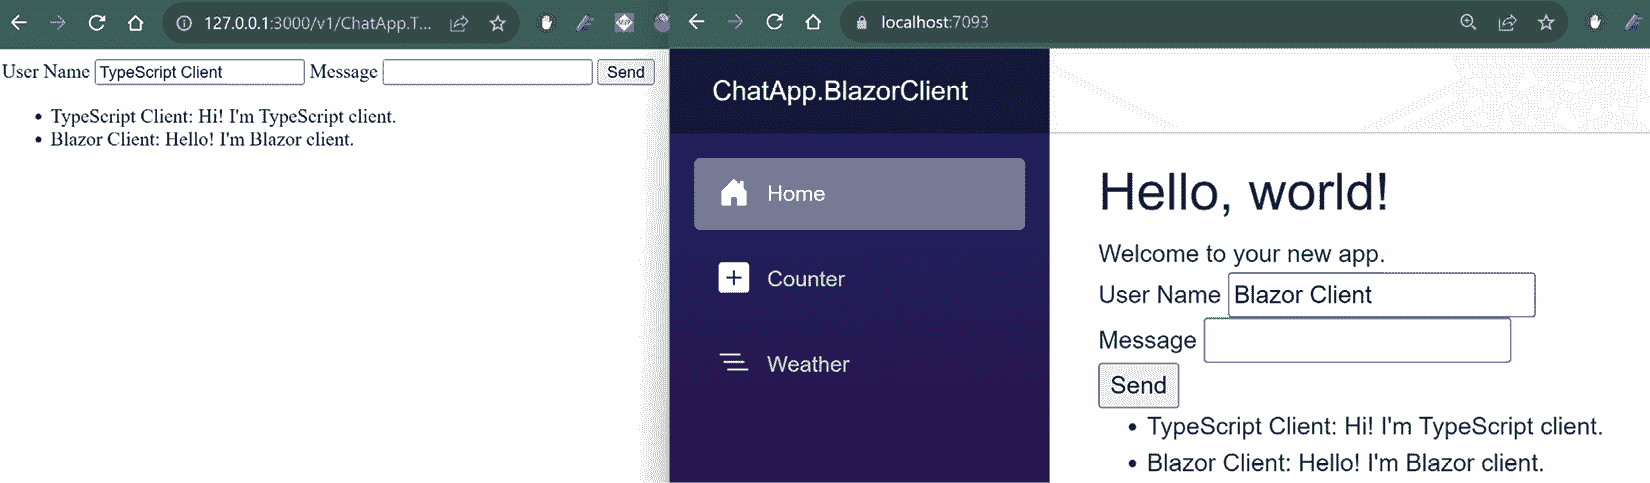 127.0.0.1:3000/v1/ChatApp.T...
User Name TypeScript Client Message Send
TypeScript Client: Hi! I'm TypeScript client.
Blazor Client: Hello! I'm Blazor client.
localhost:7093
ChatApp.BlazorClient
Home
Counter
Weather
Hello, world!
Welcome to your new app.
User Name Blazor Client
Message
Send
TypeScript Client: Hi! I'm TypeScript client.
Blazor Client: Hello! I'm Blazor client.